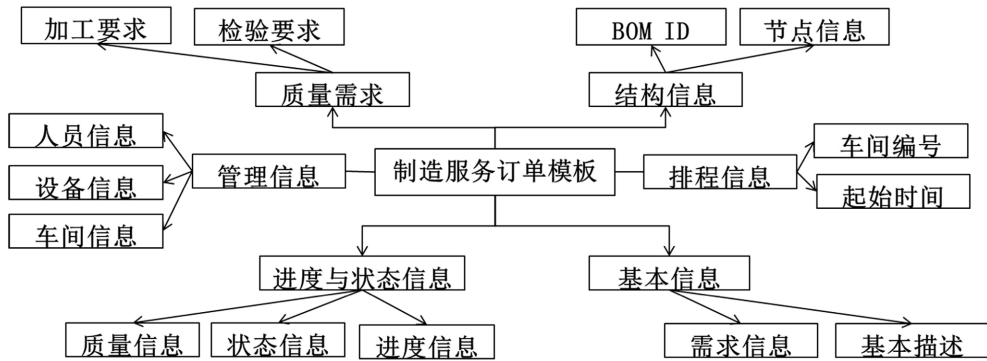 加工要求
检验要求
BOM ID
节点信息
质量需求
结构信息
人员信息
设备信息
车间信息
管理信息
制造服务订单模板
排程信息
车间编号
起始时间
进度与状态信息
基本信息
质量信息
状态信息
进度信息
需求信息
基本描述